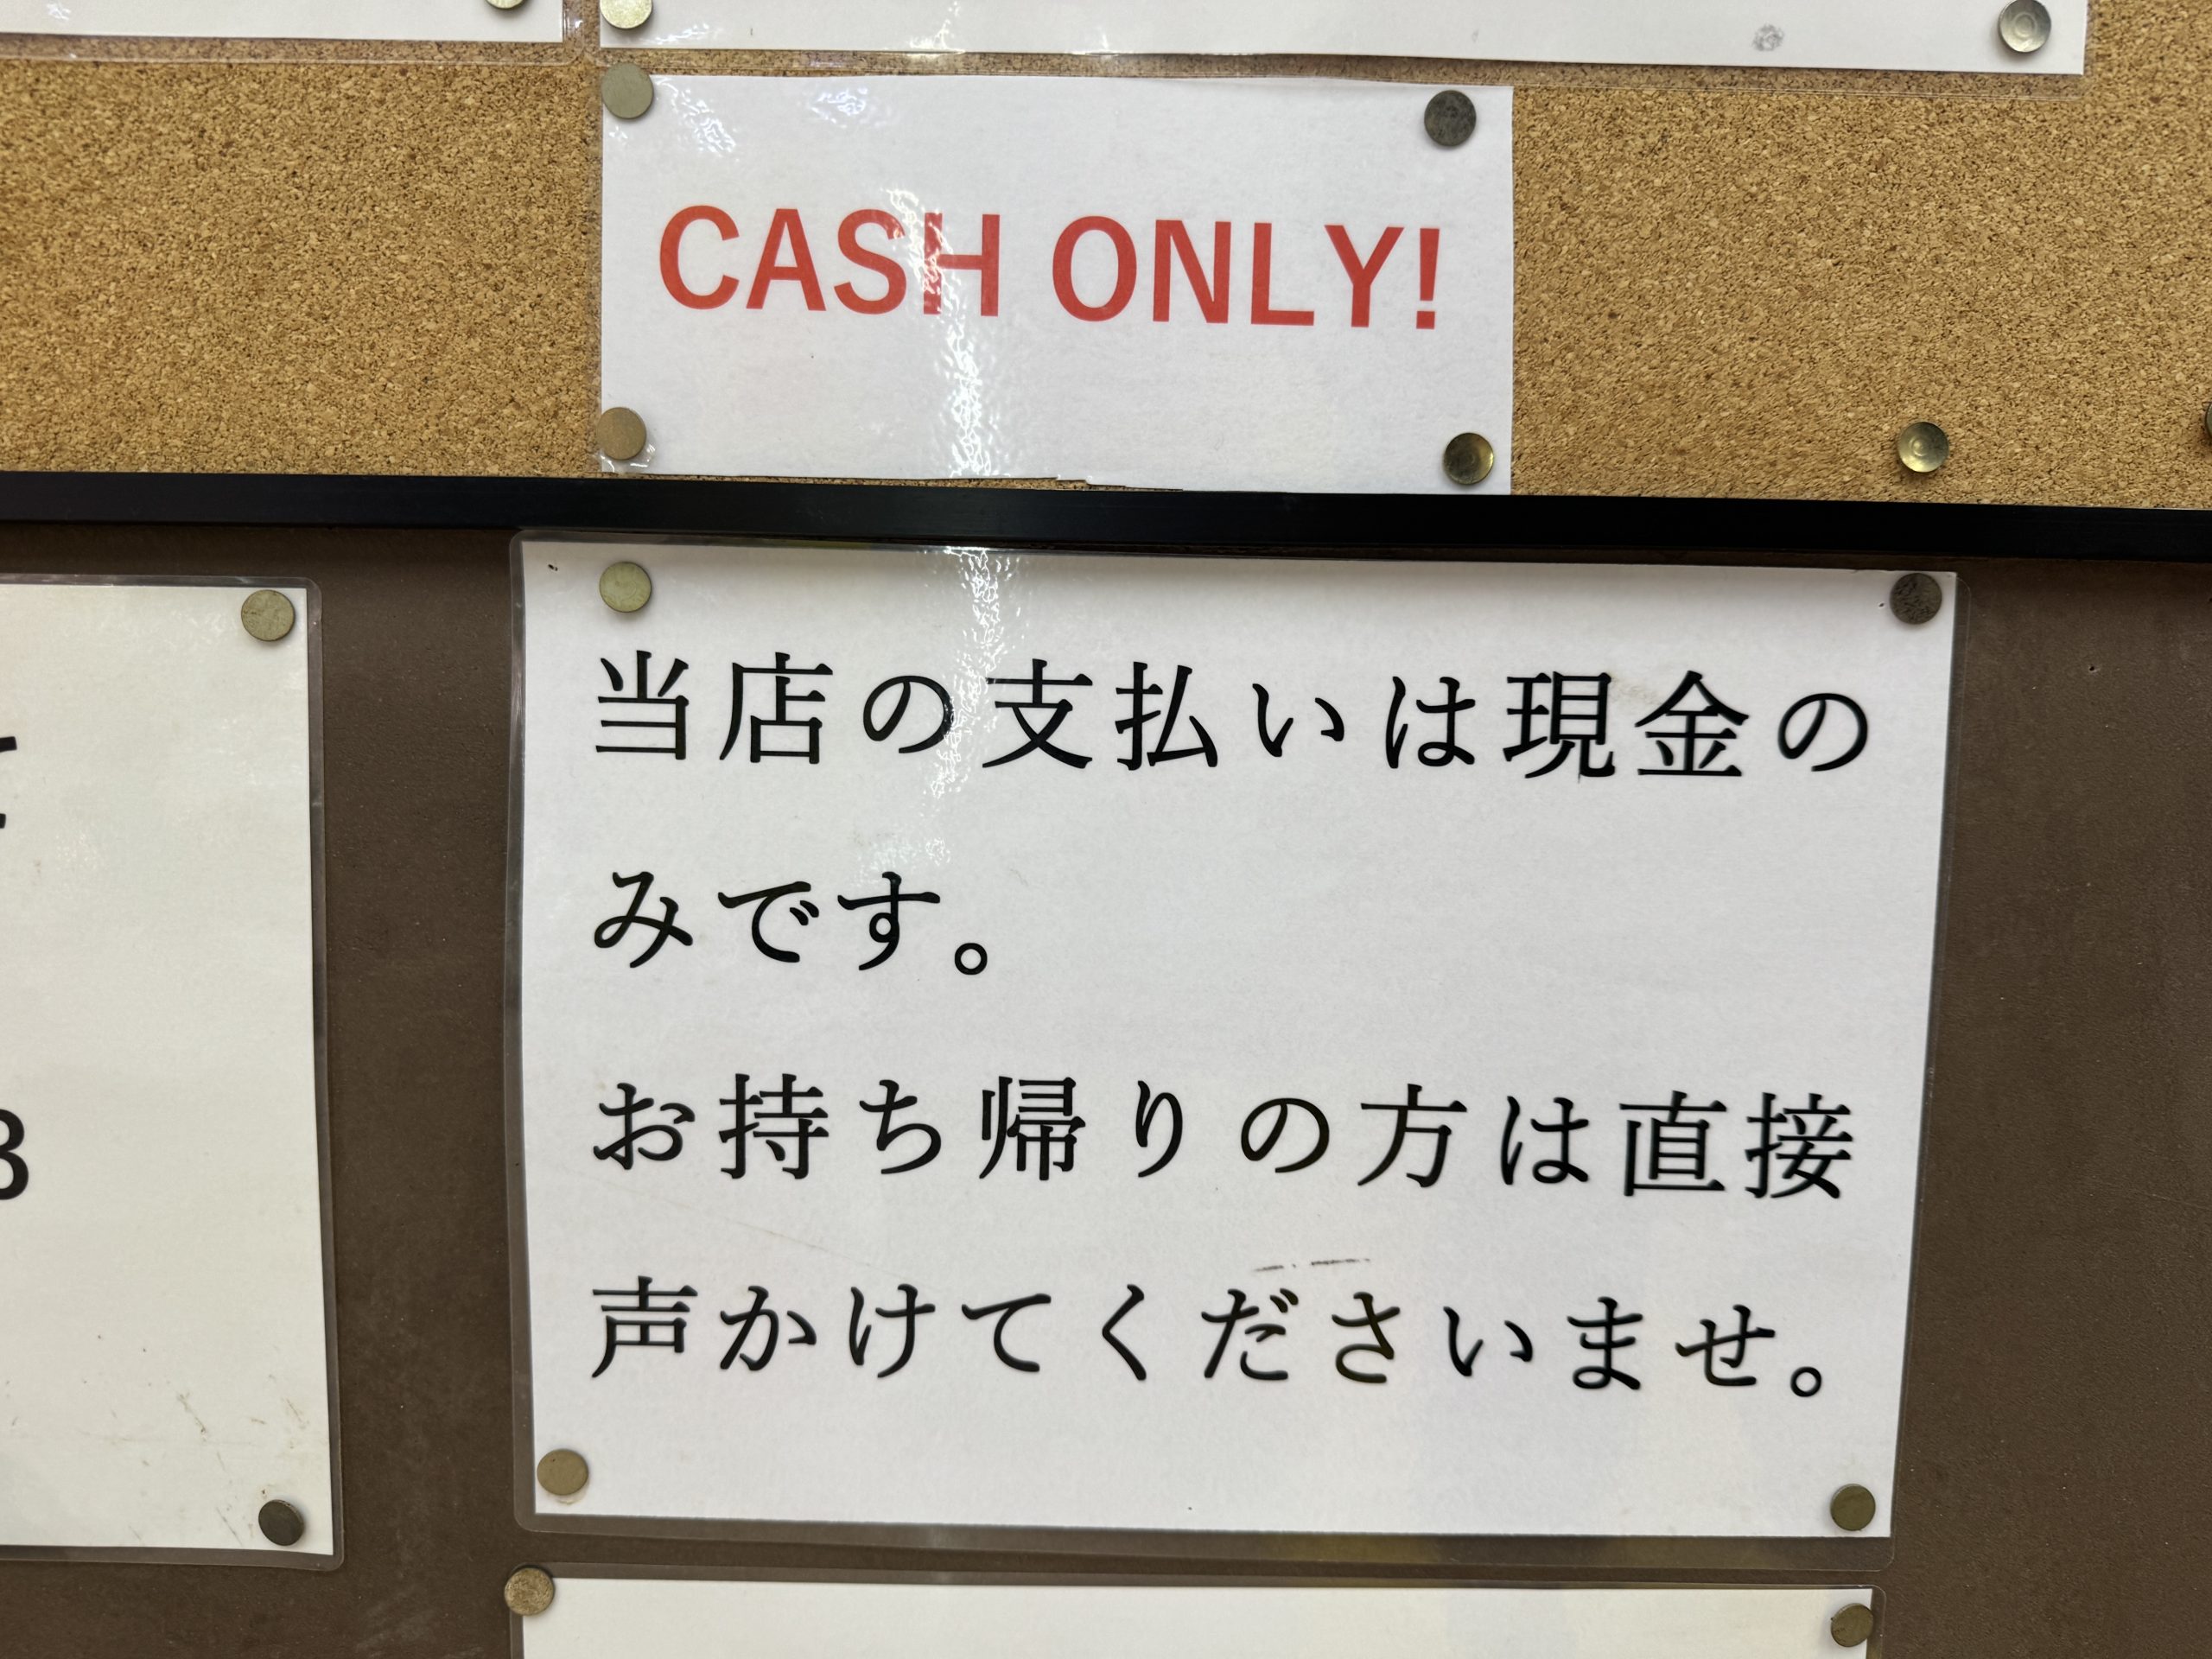 CASH ONLY!
当店の支払いは現金の
みです。
お持ち帰りの方は直接
声かけてくださいませ。